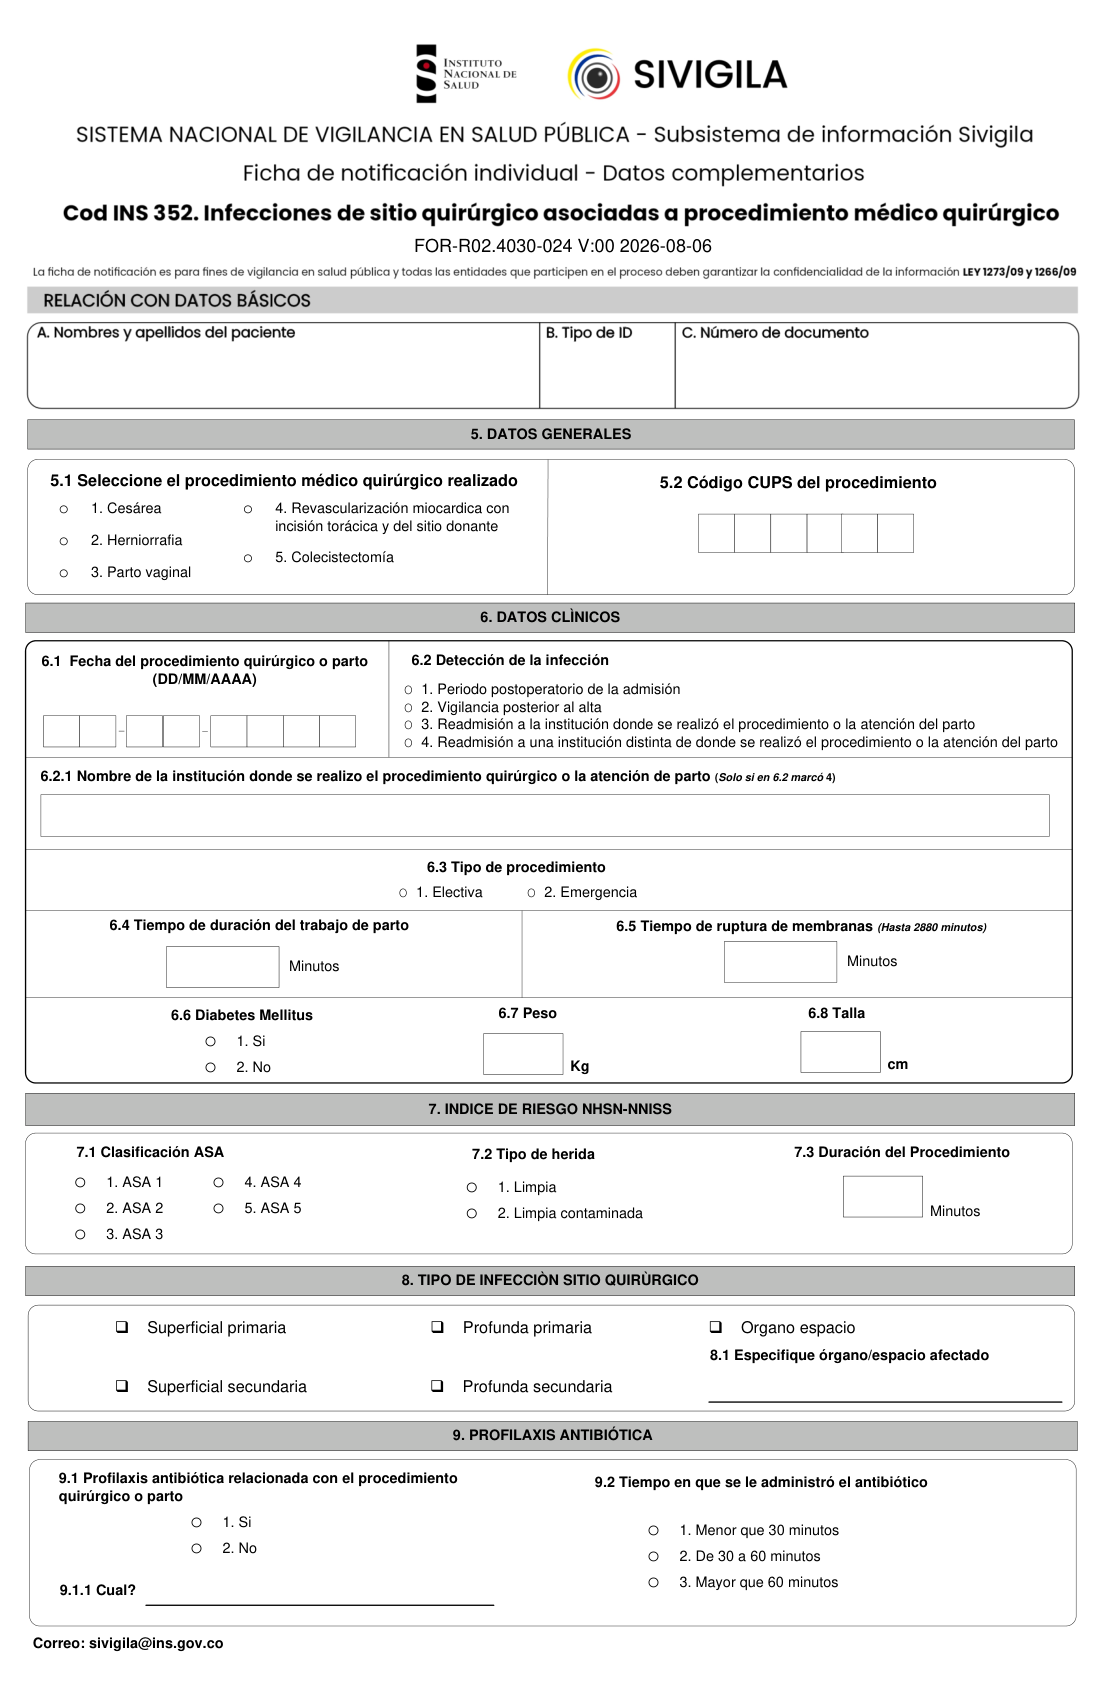 INSTITUTO
NACIONAL DE
SALUD
SIVIGILA
SISTEMA NACIONAL DE VIGILANCIA EN SALUD PÚBLICA - Subsistema de información Sivigila
Ficha de notificación individual - Datos complementarios
Cod INS 352. Infecciones de sitio quirúrgico asociadas a procedimiento médico quirúrgico
FOR-R02.4030-024 V:00 2026-08-06
La ficha de notificación es para fines de vigilancia en salud pública y todas las entidades que participen en el proceso deben garantizar la confidencialidad de la información LEY 1273/09 y 1266/09
RELACIÓN CON DATOS BÁSICOS
A. Nombres y apellidos del paciente
B. Tipo de ID
C. Número de documento
5. DATOS GENERALES
5.1 Seleccione el procedimiento médico quirúrgico realizado
1. Cesárea
2. Herniorrafia
3. Parto vaginal
4. Revascularización miocardica con
incisión torácica y del sitio donante
5. Colecistectomía
5.2 Código CUPS del procedimiento
6. DATOS CLÌNICOS
6.1 Fecha del procedimiento quirúrgico o parto
(DD/MM/AAAA)
6.2 Detección de la infección
1. Periodo postoperatorio de la admisión
2. Vigilancia posterior al alta
3. Readmisión a la institución donde se realizó el procedimiento o la atención del parto
4. Readmisión a una institución distinta de donde se realizó el procedimiento o la atención del parto
6.2.1 Nombre de la institución donde se realizo el procedimiento quirúrgico o la atención de parto (Solo si en 6.2 marcó 4)
6.3 Tipo de procedimiento
1. Electiva
2. Emergencia
6.4 Tiempo de duración del trabajo de parto
Minutos
6.5 Tiempo de ruptura de membranas (Hasta 2880 minutos)
Minutos
6.6 Diabetes Mellitus
1. Si
2. No
6.7 Peso
Kg
6.8 Talla
cm
7. INDICE DE RIESGO NHSN-NNISS
7.1 Clasificación ASA
1. ASA 1
2. ASA 2
3. ASA 3
4. ASA 4
5. ASA 5
7.2 Tipo de herida
1. Limpia
2. Limpia contaminada
7.3 Duración del Procedimiento
Minutos
8. TIPO DE INFECCIÒN SITIO QUIRÙRGICO
Superficial primaria
Profunda primaria
Organo espacio
8.1 Especifique órgano/espacio afectado
Superficial secundaria
Profunda secundaria
9. PROFILAXIS ANTIBIÓTICA
9.1 Profilaxis antibiótica relacionada con el procedimiento
quirúrgico o parto
1. Si
2. No
9.1.1 Cual?
9.2 Tiempo en que se le administró el antibiótico
1. Menor que 30 minutos
2. De 30 a 60 minutos
3. Mayor que 60 minutos
Correo: sivigila@ins.gov.co